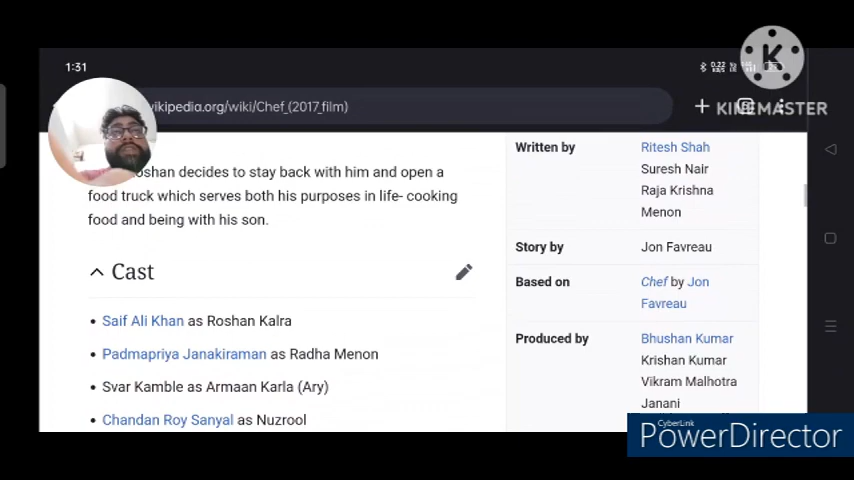 1:31
KINEMASTER
vikipedia.org/wiki/Chef_(2017_film)
oshan decides to stay back with him and open a
food truck which serves both his purposes in life- cooking
food and being with his son.
Cast
• Saif Ali Khan as Roshan Kalra
• Padmapriya Janakiraman as Radha Menon
• Svar Kamble as Armaan Karla (Ary)
• Chandan Roy Sanyal as Nuzrool
Written by
Ritesh Shah
Suresh Nair
Raja Krishna
Menon
Story by
Jon Favreau
Based on
Chef by Jon
Favreau
Produced by
Bhushan Kumar
Krishan Kumar
Vikram Malhotra
Janani
CyberLink
PowerDirector